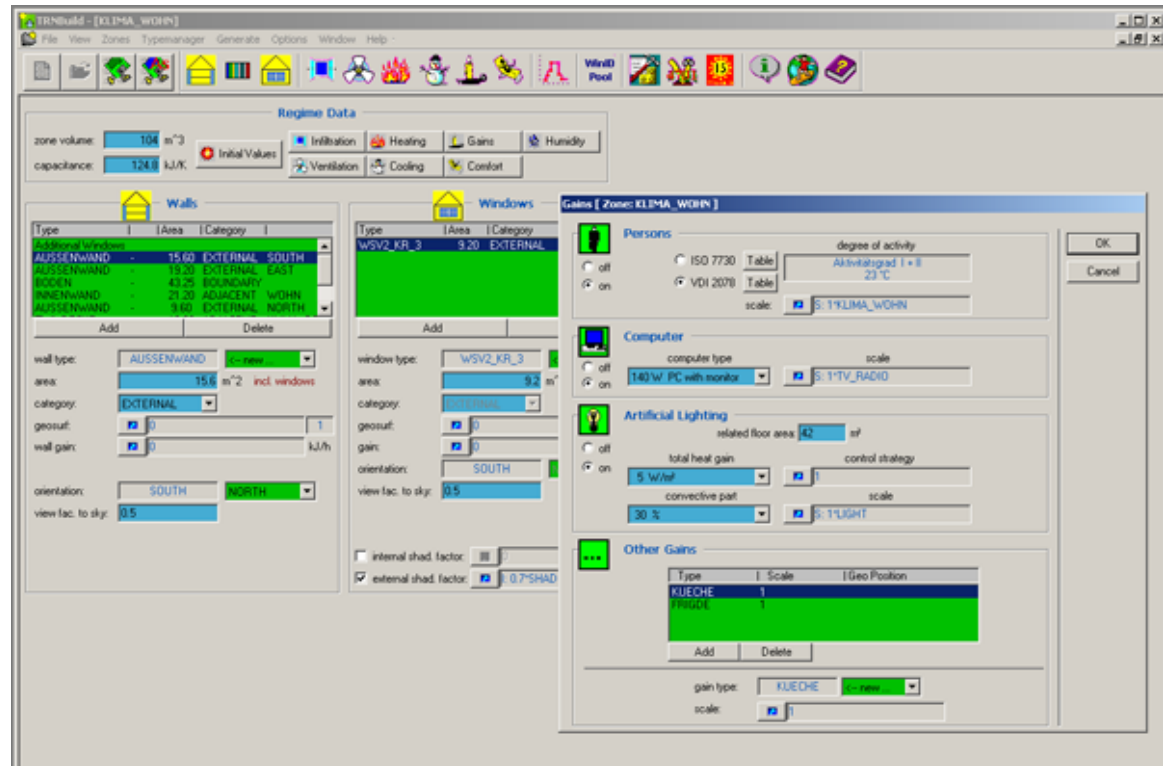 TRNBuild - [KLIMA_WOHN]
File View Zones Typemanager Generate Options Window Help
WinID Pool
15
Regime Data
zone volume: 104 m^3
capacitance: 124.8 kJ/K
Initial Values
Infiltration Heating Gains Humidity
Ventilation Cooling Comfort
Walls
Type | |Area |Category |
Additional Windows
AUSSENWAND - 15.60 EXTERNAL SOUTH
AUSSENWAND - 19.20 EXTERNAL EAST
BODEN - 43.25 BOUNDARY
INNENWAND - 21.20 ADJACENT WOHN
AUSSENWAND - 9.60 EXTERNAL NORTH
Add Delete
wall type: AUSSENWAND <-- new ...
area: 15.6 m^2 incl. windows
category: EXTERNAL
geosurf: 0 1
wall gain: 0 kJ/h
orientation: SOUTH NORTH
view fac. to sky: 0.5
Windows
Type |Area |Category
WSV2_KR_3 9.20 EXTERNAL
Add
window type: WSV2_KR_3
area: 9.2 m^
category: EXTERNAL
geosurf: 0
gain: 0
orientation: SOUTH
view fac. to sky: 0.5
internal shad. factor: 0
external shad. factor: I: 0.7*SHAD
Gains [ Zone: KLIMA_WOHN ]
OK
Cancel
Persons
off
on
ISO 7730 Table
VDI 2078 Table
degree of activity
Aktivitätsgrad I + II
23 °C
scale: S: 1*KLIMA_WOHN
Computer
off
on
computer type scale
140 W PC with monitor S: 1*TV_RADIO
Artificial Lighting
related floor area: 42 m²
off
on
total heat gain control strategy
5 W/m² 1
convective part scale
30 % S: 1*LIGHT
Other Gains
Type | Scale |Geo Position
KUECHE 1
FRIGDE 1
Add Delete
gain type: KUECHE <-- new ...
scale: 1